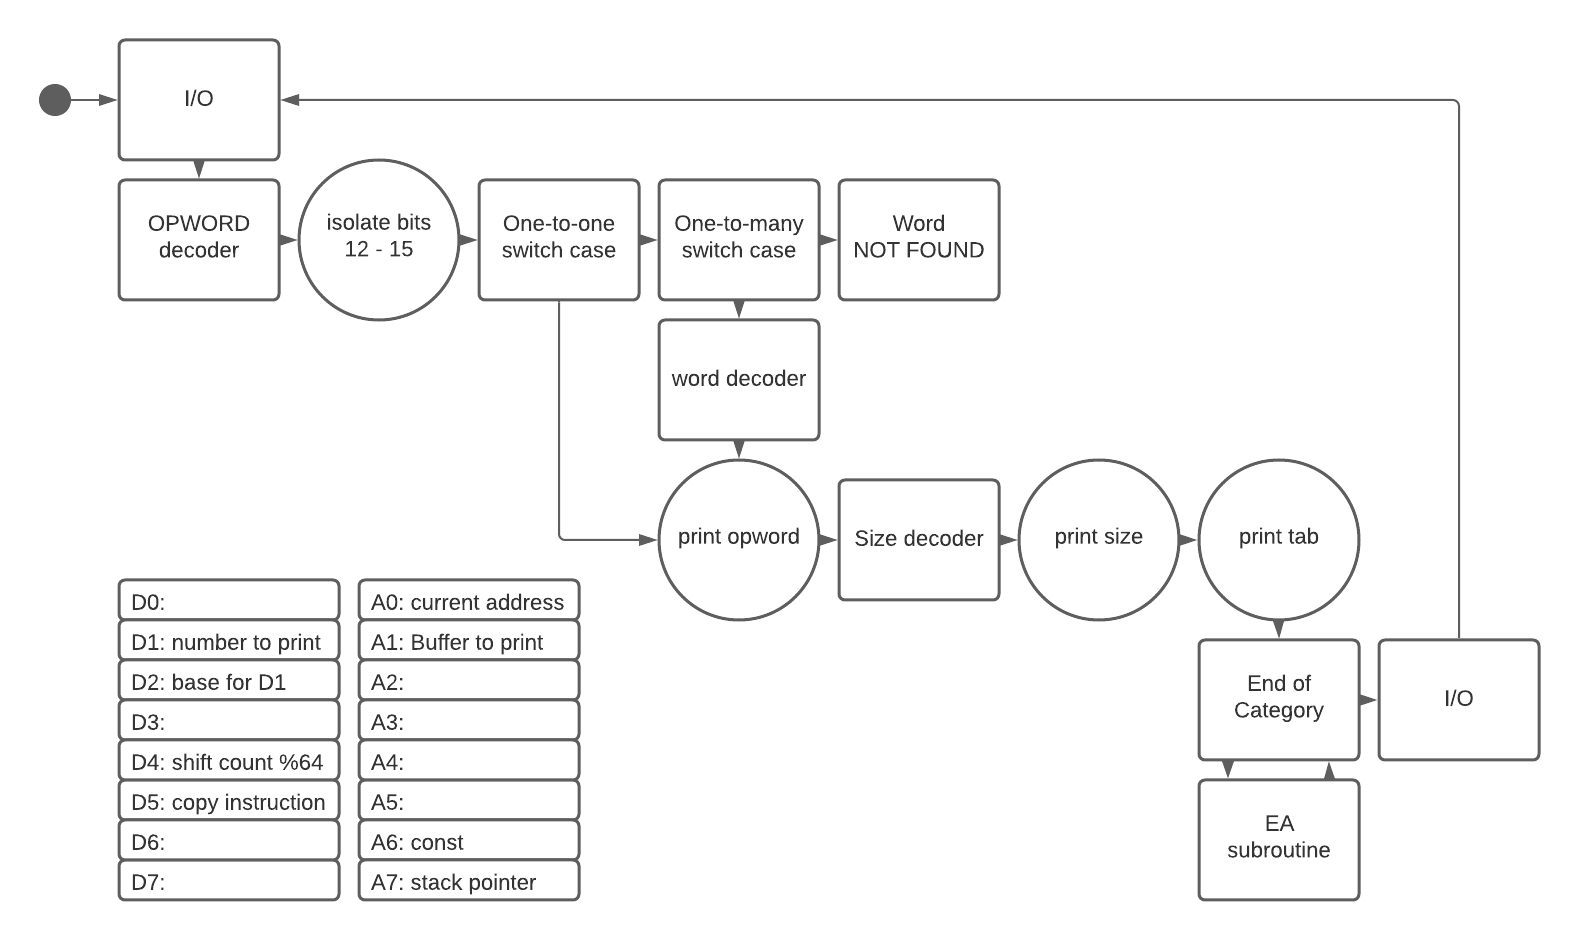 I/O
OPWORD
decoder
isolate bits
12 - 15
One-to-one
switch case
One-to-many
switch case
Word
NOT FOUND
word decoder
print opword
Size decoder
print size
print tab
End of
Category
I/O
EA
subroutine
D0:
D1: number to print
D2: base for D1
D3:
D4: shift count %64
D5: copy instruction
D6:
D7:
A0: current address
A1: Buffer to print
A2:
A3:
A4:
A5:
A6: const
A7: stack pointer